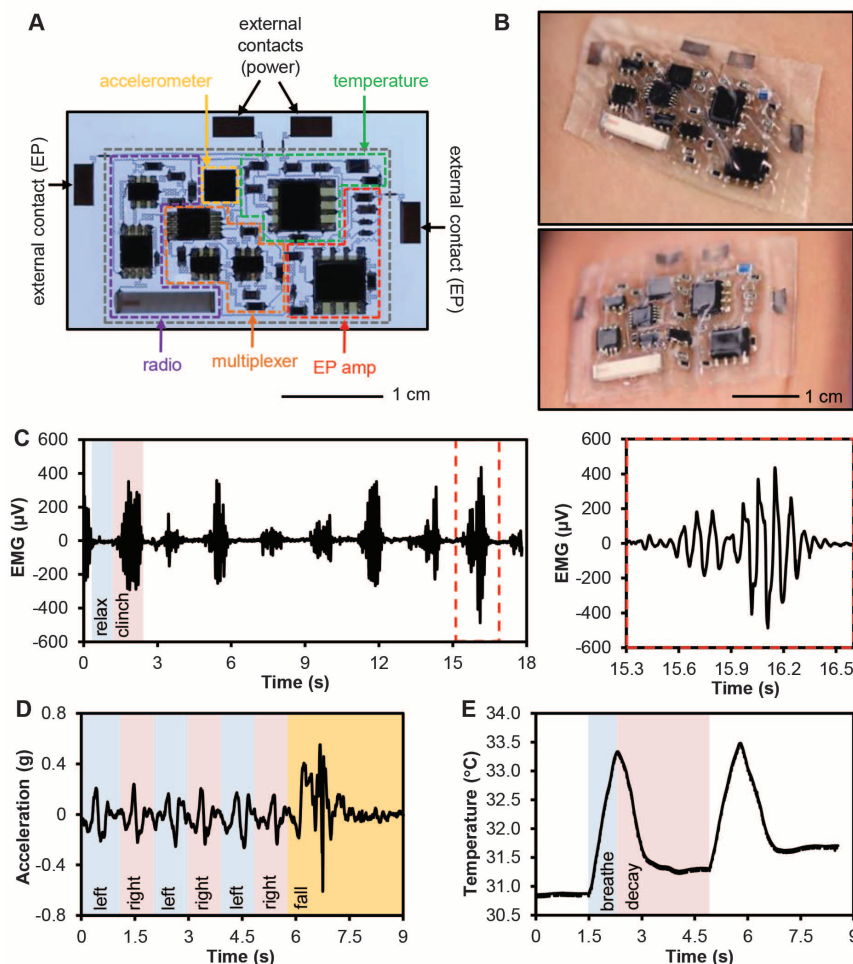 A
external
contacts
(power)
accelerometer
temperature
external contact (EP)
external contact (EP)
radio
multiplexer
EP amp
1 cm
B
1 cm
C
600
400
200
0
-200
-400
-600
EMG (µV)
relax
clinch
0
3
6
9
12
15
18
Time (s)
600
400
200
0
-200
-400
-600
EMG (µV)
15.3
15.6
15.9
16.2
16.5
Time (s)
D
0.8
0.4
0
-0.4
-0.8
Acceleration (g)
left
right
left
right
left
right
fall
0
1.5
3
4.5
6
7.5
9
Time (s)
E
34.0
33.5
33.0
32.5
32.0
31.5
31.0
30.5
Temperature (°C)
breathe
decay
0
1.5
3
4.5
6
7.5
9
Time (s)